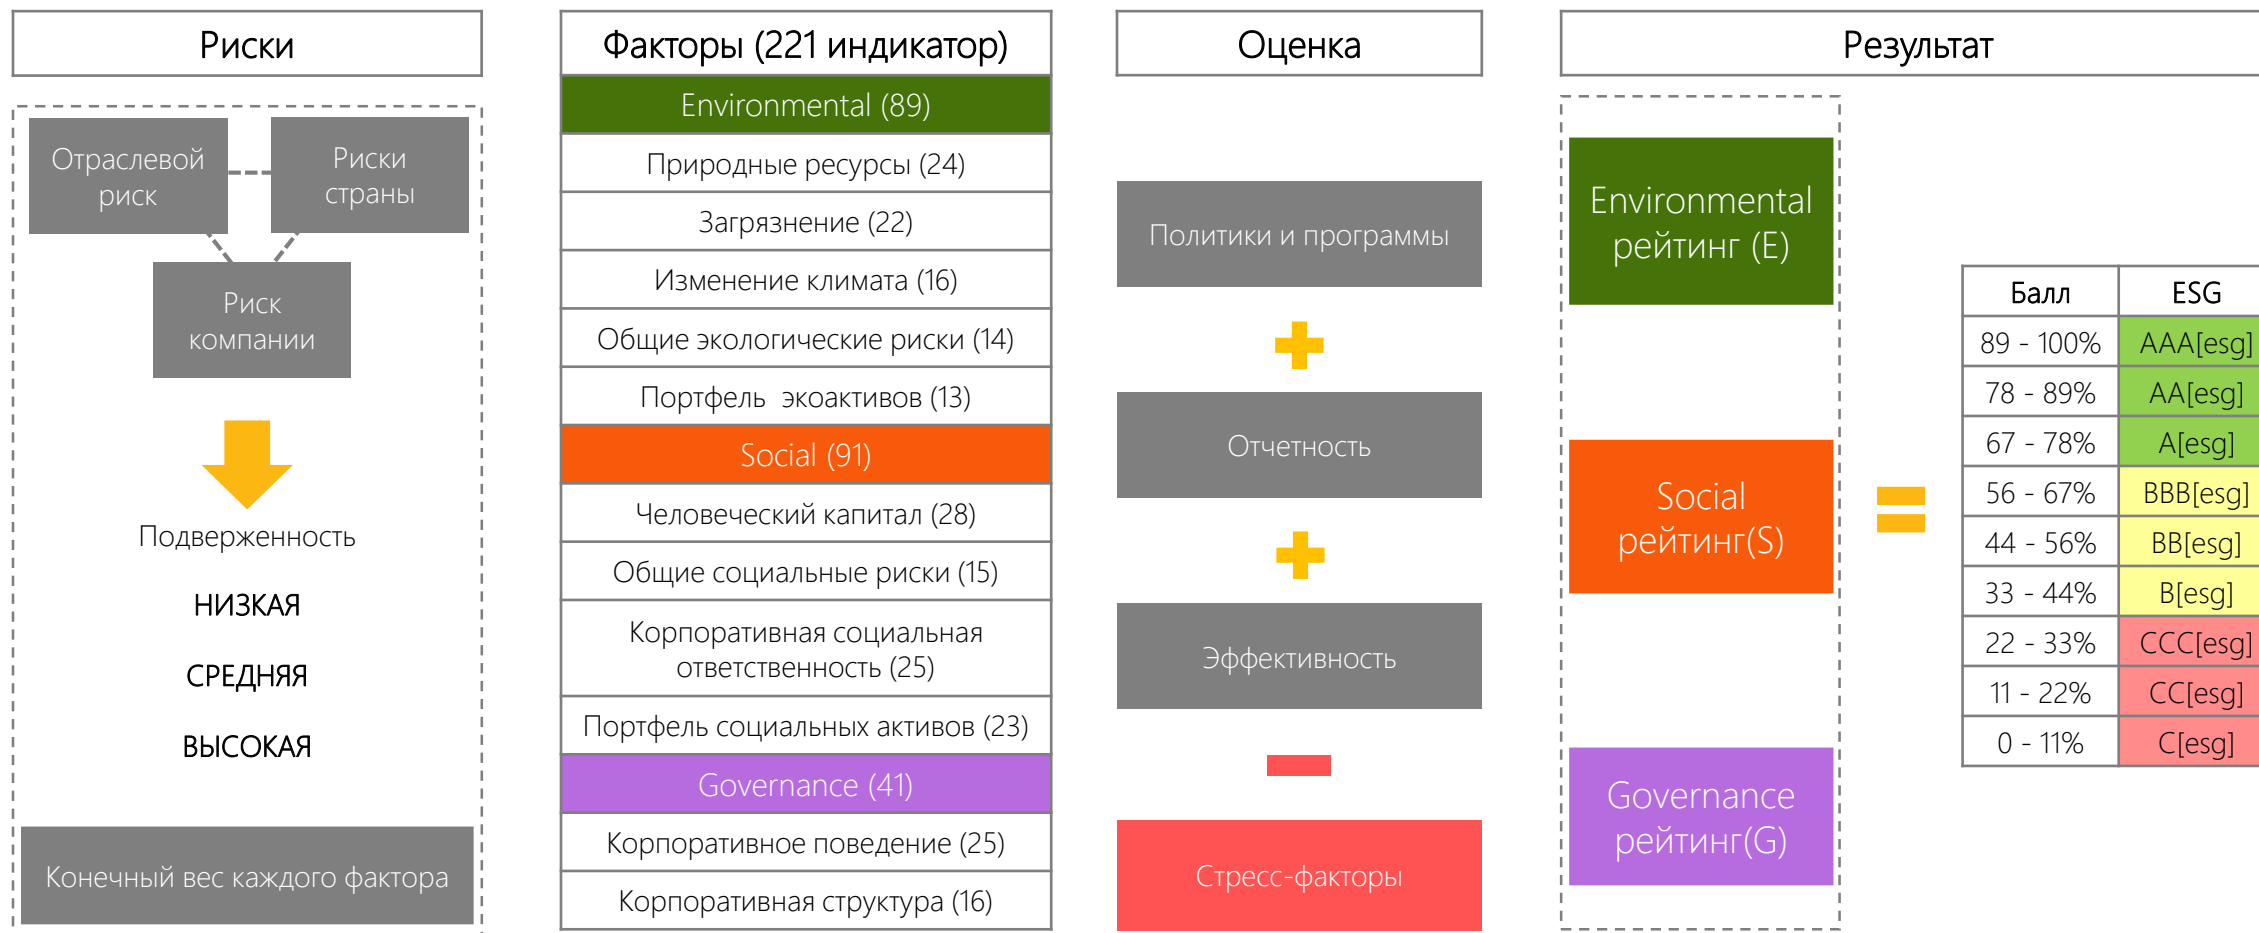 Риски
Отраслевой
риск
Риски
страны
Риск
компании
Подверженность
НИЗКАЯ
СРЕДНЯЯ
ВЫСОКАЯ
Конечный вес каждого фактора
Факторы (221 индикатор)
Environmental (89)
Природные ресурсы (24)
Загрязнение (22)
Изменение климата (16)
Общие экологические риски (14)
Портфель экоактивов (13)
Social (91)
Человеческий капитал (28)
Общие социальные риски (15)
Корпоративная социальная
ответственность (25)
Портфель социальных активов (23)
Governance (41)
Корпоративное поведение (25)
Корпоративная структура (16)
Оценка
Политики и программы
Отчетность
Эффективность
Стресс-факторы
Результат
Environmental
рейтинг (E)
Social
рейтинг(S)
Governance
рейтинг(G)
Балл ESG
89 - 100% AAA[esg]
78 - 89% AA[esg]
67 - 78% A[esg]
56 - 67% BBB[esg]
44 - 56% BB[esg]
33 - 44% B[esg]
22 - 33% CCC[esg]
11 - 22% CC[esg]
0 - 11% C[esg]